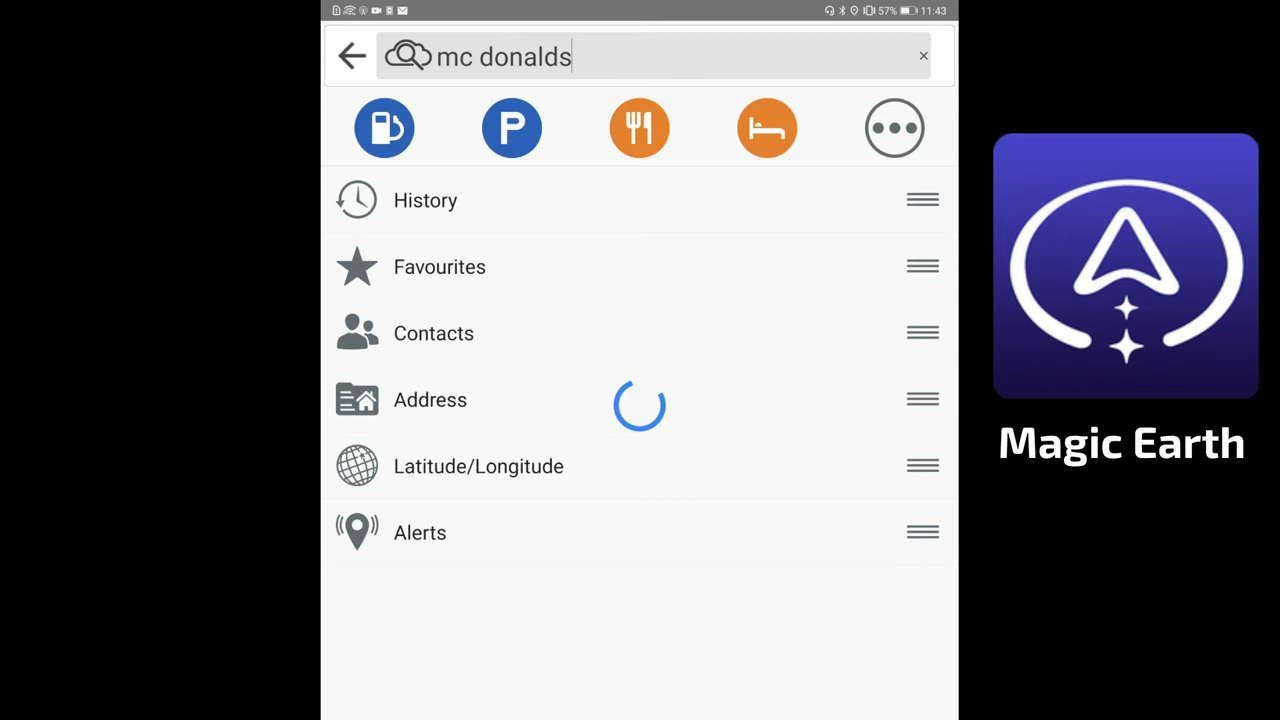 57% 11:43
mc donalds
P
History
Favourites
Contacts
Address
Latitude/Longitude
Alerts
Magic Earth